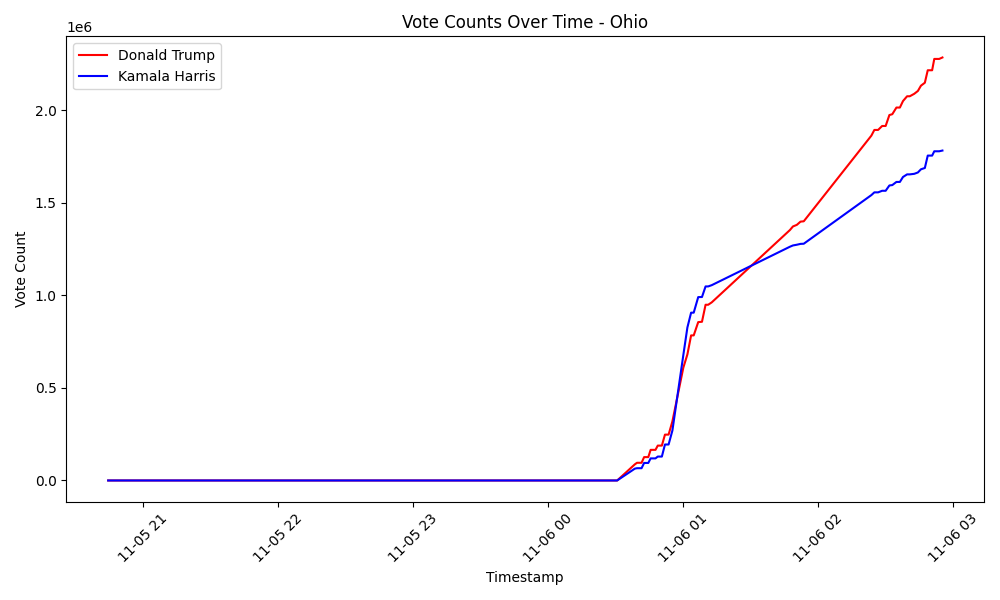 Vote Counts Over Time - Ohio
1e6
Donald Trump
Kamala Harris
2.0
1.5
1.0
0.5
0.0
Vote Count
11-05 21
11-05 22
11-05 23
11-06 00
11-06 01
11-06 02
11-06 03
Timestamp